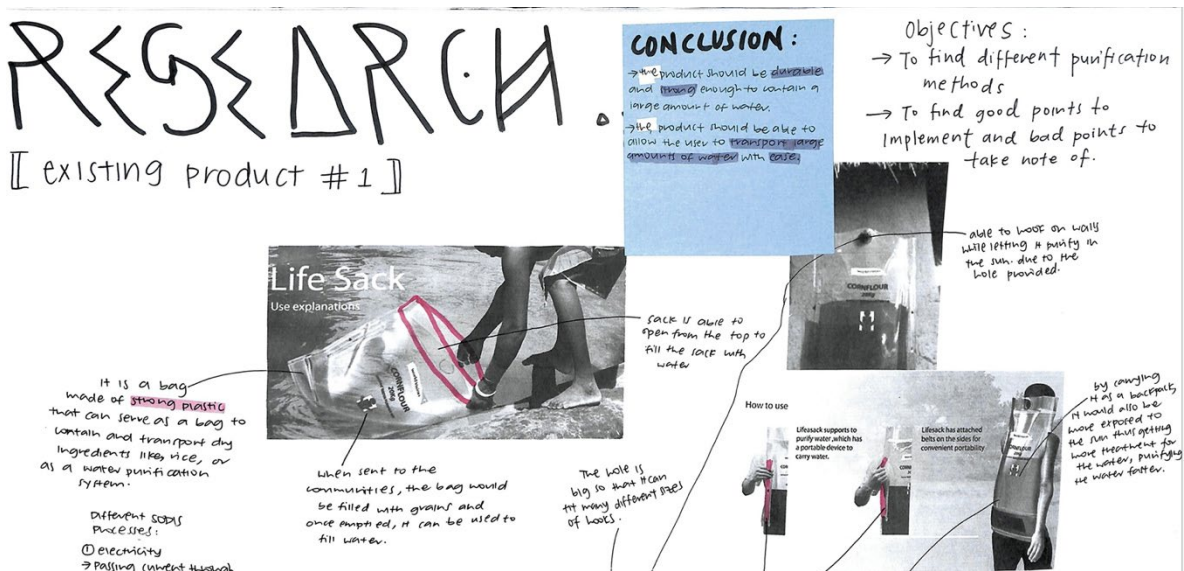 RESEARCH...
[[ existing product #1 ]]
CONCLUSION:
→ the product should be durable
and strong enough to contain a
large amount of water.
→ the product should be able to
allow the user to transport large
amounts of water with ease.
Objectives:
→ To find different purification
methods
→ To find good points to
implement and bad points to
take note of.
able to hook on walls
while letting it purify in
the sun. due to the
hole provided.
CORNFLOUR
200g
Life Sack
Use explanations
CORNFLOUR
200g
sack is able to
open from the top to
fill the sack with
water
It is a bag
made of strong plastic
that can serve as a bag to
contain and transport dry
ingredients like, rice, or
as a water purification
system.
when sent to the
communities, the bag would
be filled with grains and
once emptied, it can be used to
fill water.
The hole is
big so that it can
fit many different sizes
of hooks.
How to use
Lifeasack supports to
purify water, which has
a portable device to
carry water.
Lifesack has attached
belts on the sides for
convenient portability
by carrying
it as a backpack,
it would also be
more exposed to
the sun thus getting
more treatment for
the water, purifying
the water faster.
Different SODIS
Processes:
① electricity
→ Passing current through